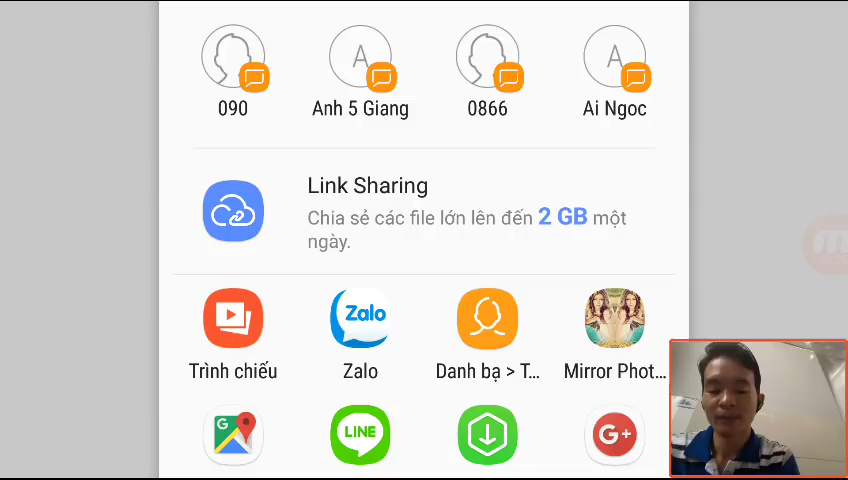 A
A
090
Anh 5 Giang
0866
Ai Ngoc
Link Sharing
Chia sẻ các file lớn lên đến 2 GB một
ngày.
Zalo
Trình chiếu
Zalo
Danh bạ > T...
Mirror Phot...
G
LINE
G+